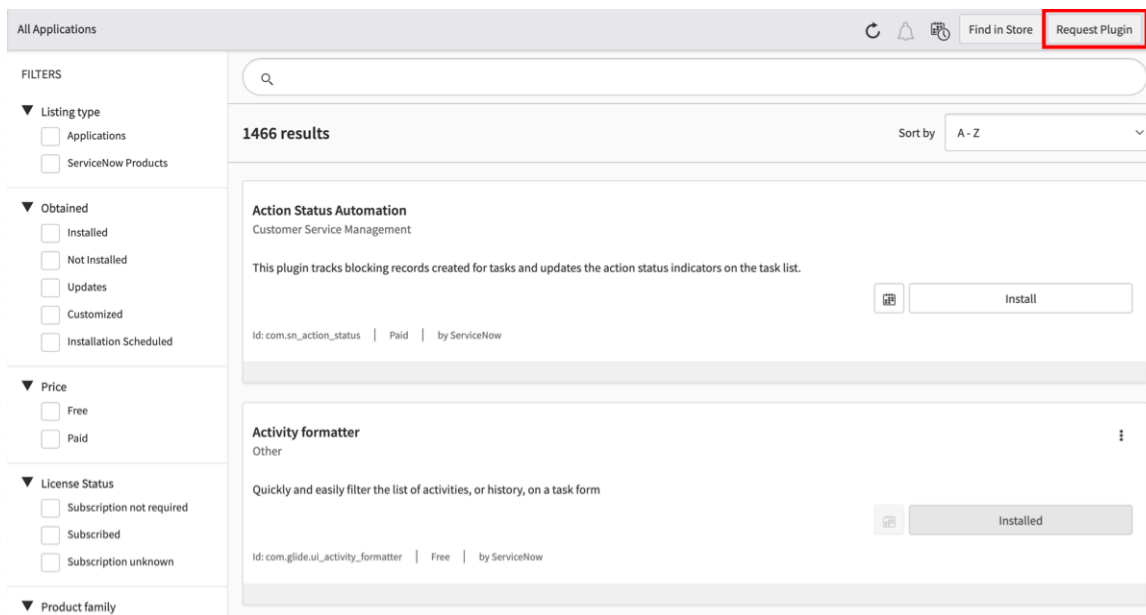 All Applications
Find in Store
Request Plugin
FILTERS
Listing type
Applications
ServiceNow Products
Obtained
Installed
Not Installed
Updates
Customized
Installation Scheduled
Price
Free
Paid
License Status
Subscription not required
Subscribed
Subscription unknown
Product family
1466 results
Sort by A - Z
Action Status Automation
Customer Service Management
This plugin tracks blocking records created for tasks and updates the action status indicators on the task list.
Install
Id: com.sn_action_status | Paid | by ServiceNow
Activity formatter
Other
Quickly and easily filter the list of activities, or history, on a task form
Installed
Id: com.glide.ui_activity_formatter | Free | by ServiceNow